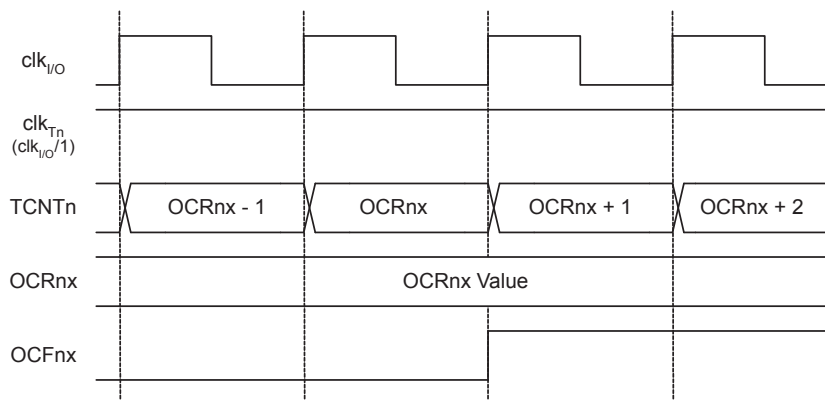 clkI/O
clkTn
(clkI/O/1)
TCNTn OCRnx - 1 OCRnx OCRnx + 1 OCRnx + 2
OCRnx OCRnx Value
OCFnx